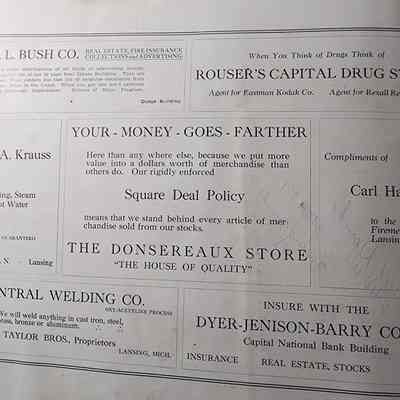 L. BUSH CO. REAL ESTATE, FIRE INSURANCE
COLLECTIONS and ADVERTISING
Dodge Building
When You Think of Drugs Think of
ROUSER'S CAPITAL DRUG ST
Agent for Eastman Kodak Co. Agent for Rexall Re
A. Krauss
ing, Steam
ot Water
GUARANTEED
N. Lansing
YOUR - MONEY - GOES - FARTHER
Here than any where else, because we put more
value into a dollars worth of merchandise than
others do. Our rigidly enforced
Square Deal Policy
means that we stand behind every article of mer-
chandise sold from our stocks.
THE DONSEREAUX STORE
"THE HOUSE OF QUALITY"
Compliments of
Carl Ha
to the
Fireme
Lansing
NTRAL WELDING CO.
OXY-ACETYLENE PROCESS
We will weld anything in cast iron, steel,
brass, bronze or aluminum.
TAYLOR BROS., Proprietors
LANSING, MICH.
INSURE WITH THE
DYER-JENISON-BARRY CO
Capital National Bank Building
INSURANCE REAL ESTATE, STOCKS